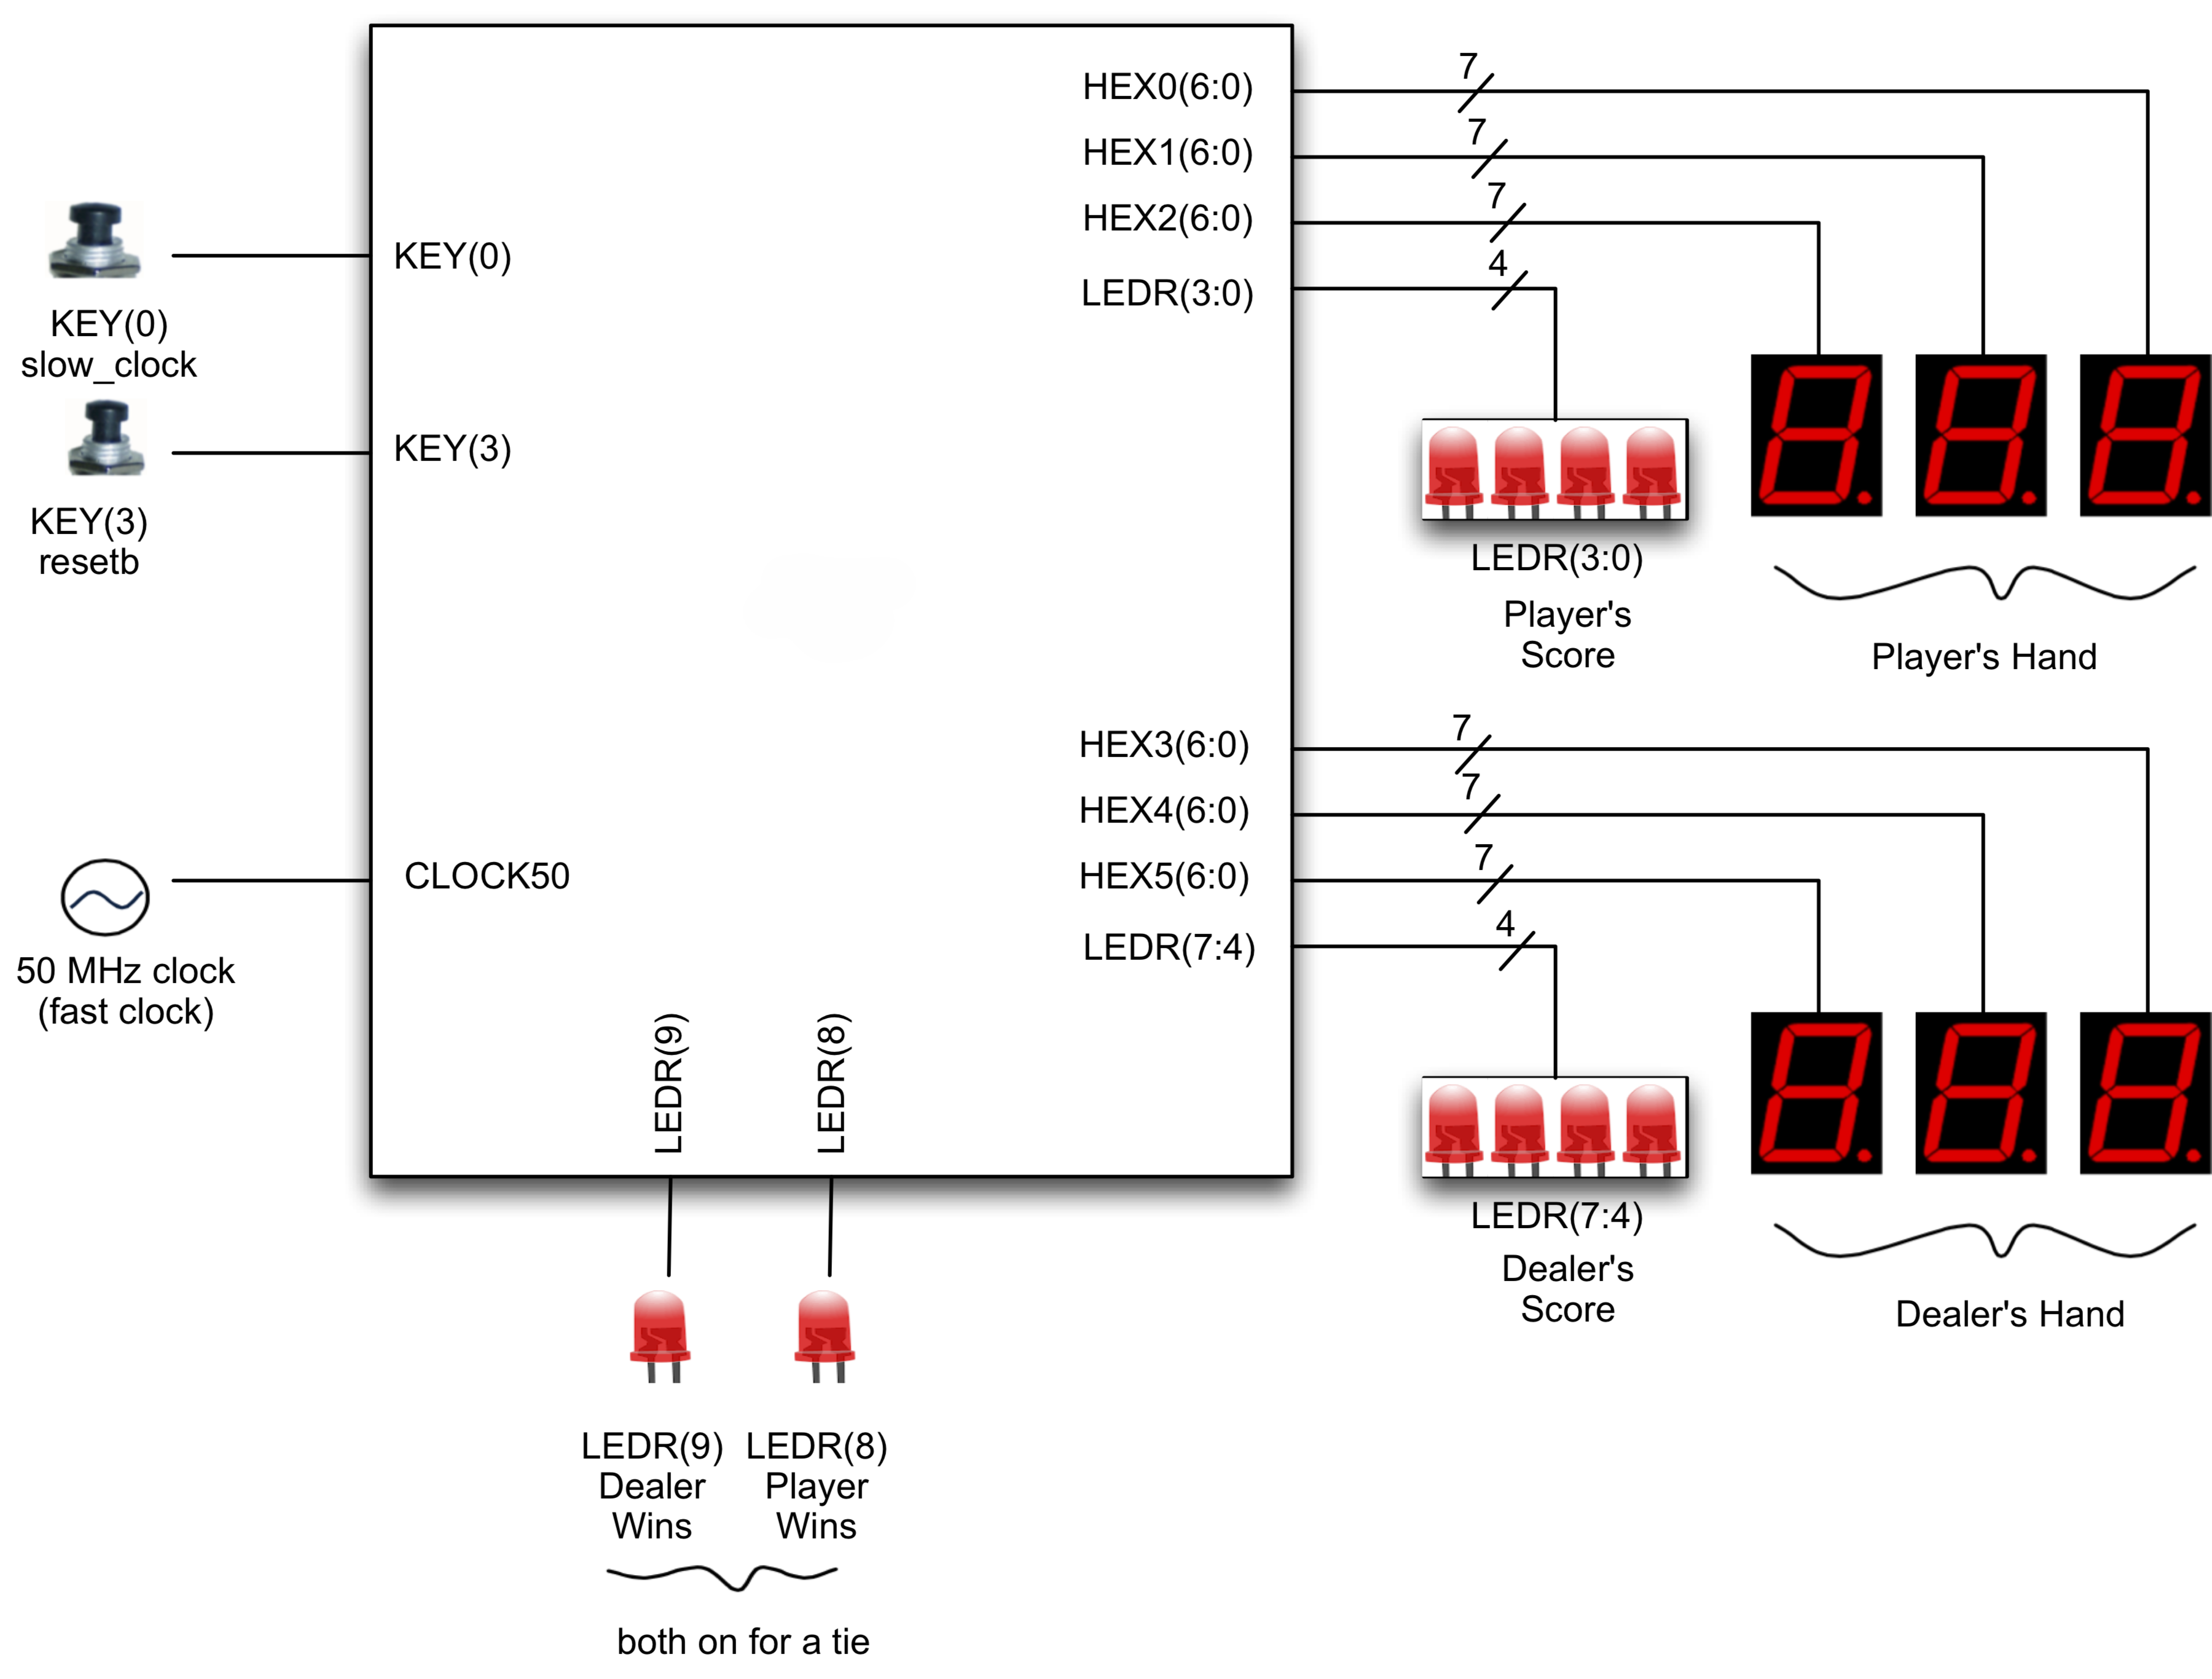 KEY(0)
slow_clock
KEY(3)
resetb
50 MHz clock
(fast clock)
KEY(0)
KEY(3)
CLOCK50
HEX0(6:0)
HEX1(6:0)
HEX2(6:0)
LEDR(3:0)
HEX3(6:0)
HEX4(6:0)
HEX5(6:0)
LEDR(7:4)
LEDR(9)
LEDR(8)
7
7
7
4
LEDR(3:0)
Player's
Score
Player's Hand
7
7
7
4
LEDR(7:4)
Dealer's
Score
Dealer's Hand
LEDR(9)
Dealer
Wins
LEDR(8)
Player
Wins
both on for a tie